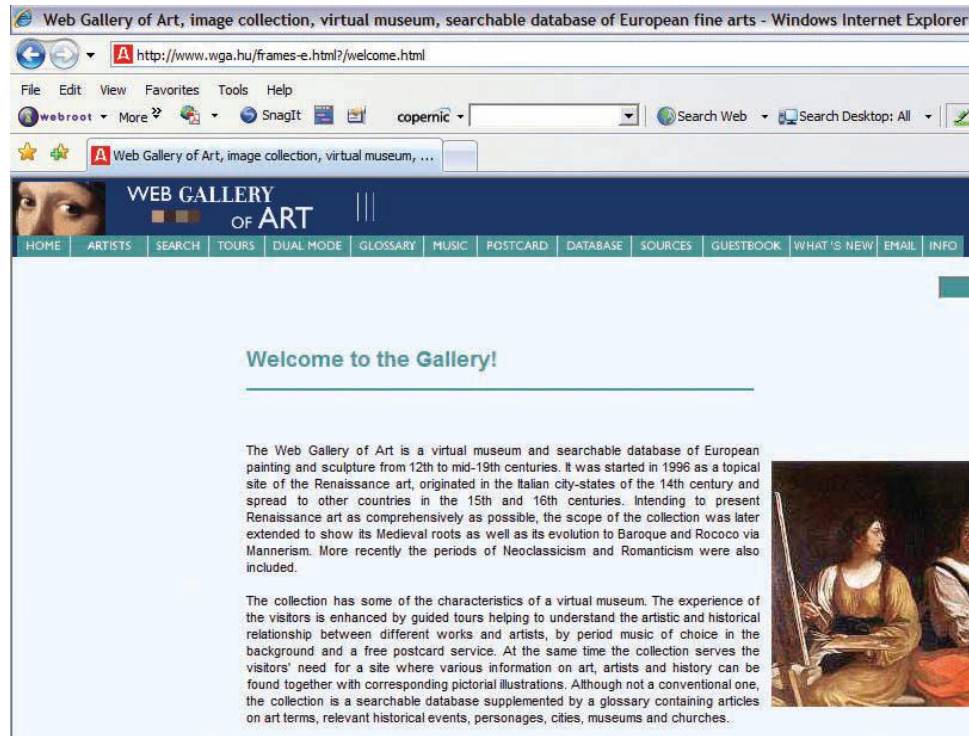 Web Gallery of Art, image collection, virtual museum, searchable database of European fine arts - Windows Internet Explorer
http://www.wga.hu/frames-e.html?/welcome.html
File Edit View Favorites Tools Help
webroot More » SnagIt copernic Search Web Search Desktop: All
Web Gallery of Art, image collection, virtual museum, ...
WEB GALLERY
OF ART
HOME ARTISTS SEARCH TOURS DUAL MODE GLOSSARY MUSIC POSTCARD DATABASE SOURCES GUESTBOOK WHAT'S NEW EMAIL INFO
Welcome to the Gallery!
The Web Gallery of Art is a virtual museum and searchable database of European
painting and sculpture from 12th to mid-19th centuries. It was started in 1996 as a topical
site of the Renaissance art, originated in the Italian city-states of the 14th century and
spread to other countries in the 15th and 16th centuries. Intending to present
Renaissance art as comprehensively as possible, the scope of the collection was later
extended to show its Medieval roots as well as its evolution to Baroque and Rococo via
Mannerism. More recently the periods of Neoclassicism and Romanticism were also
included.
The collection has some of the characteristics of a virtual museum. The experience of
the visitors is enhanced by guided tours helping to understand the artistic and historical
relationship between different works and artists, by period music of choice in the
background and a free postcard service. At the same time the collection serves the
visitors' need for a site where various information on art, artists and history can be
found together with corresponding pictorial illustrations. Although not a conventional one,
the collection is a searchable database supplemented by a glossary containing articles
on art terms, relevant historical events, personages, cities, museums and churches.